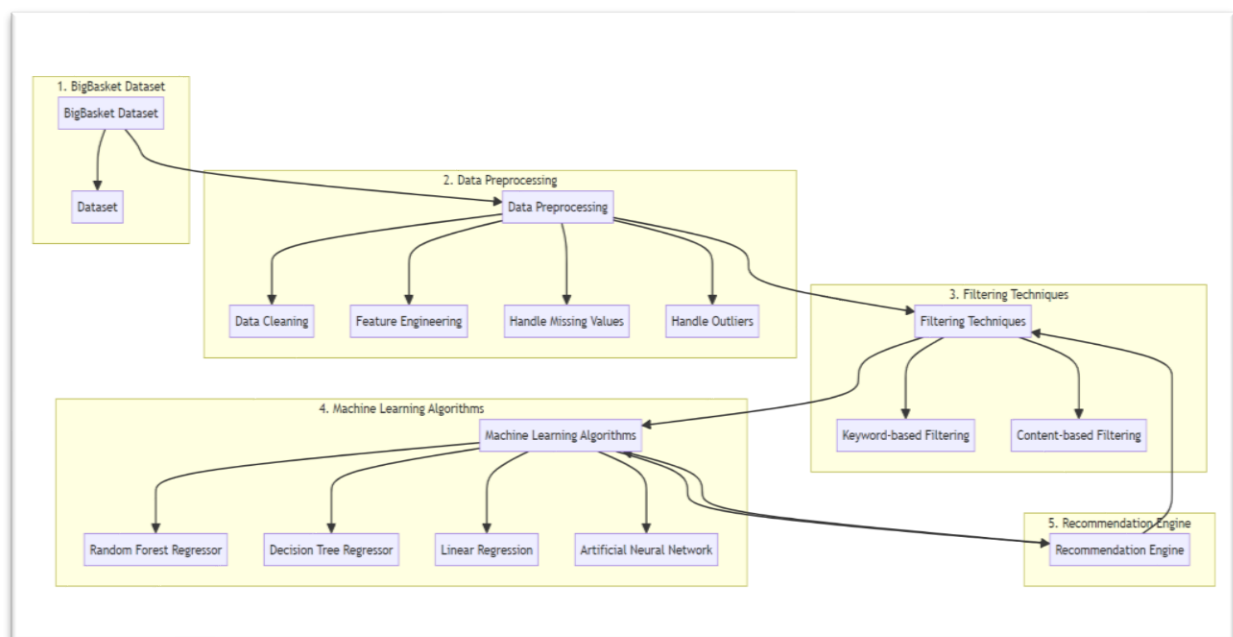 1. BigBasket Dataset
BigBasket Dataset
Dataset
2. Data Preprocessing
Data Preprocessing
Data Cleaning
Feature Engineering
Handle Missing Values
Handle Outliers
3. Filtering Techniques
Filtering Techniques
Keyword-based Filtering
Content-based Filtering
4. Machine Learning Algorithms
Machine Learning Algorithms
Random Forest Regressor
Decision Tree Regressor
Linear Regression
Artificial Neural Network
5. Recommendation Engine
Recommendation Engine